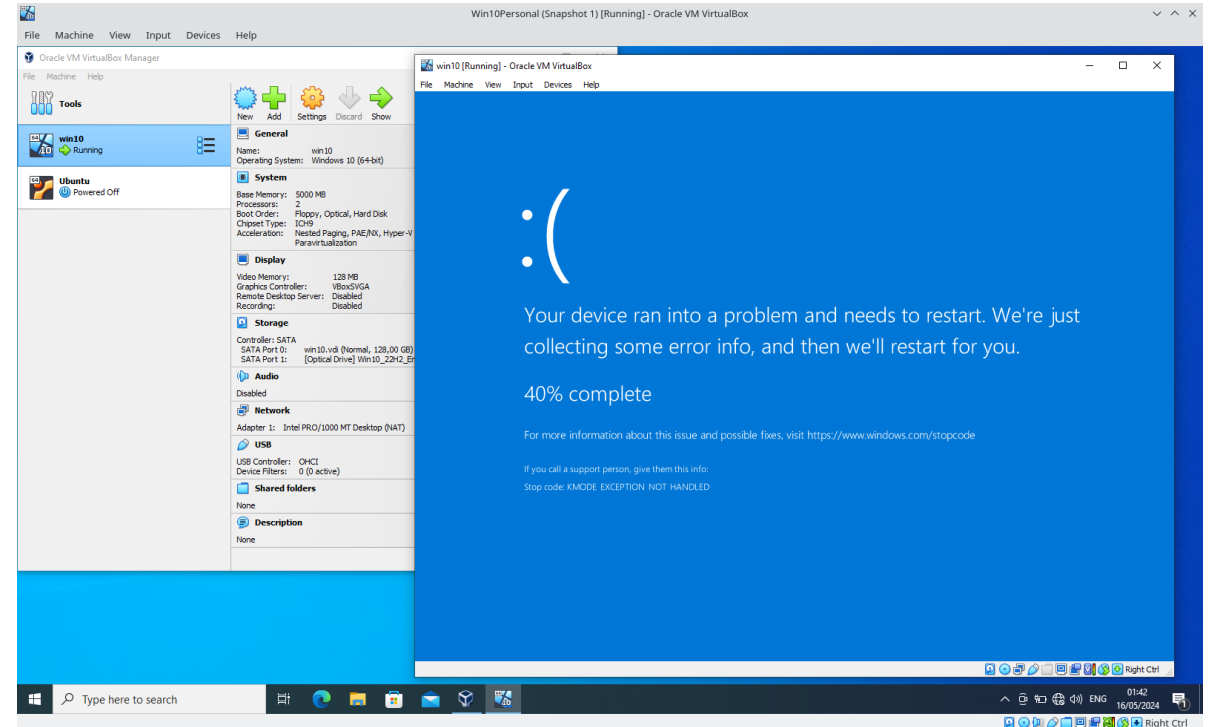 Win10Personal (Snapshot 1) [Running] - Oracle VM VirtualBox
File Machine View Input Devices Help
Oracle VM VirtualBox Manager
File Machine Help
Tools
New Add Settings Discard Show
win10
Running
Ubuntu
Powered Off
General
Name: win10
Operating System: Windows 10 (64-bit)
System
Base Memory: 5000 MB
Processors: 2
Boot Order: Floppy, Optical, Hard Disk
Chipset Type: ICH9
Acceleration: Nested Paging, PAE/NX, Hyper-V
Paravirtualization
Display
Video Memory: 128 MB
Graphics Controller: VBoxSVGA
Remote Desktop Server: Disabled
Recording: Disabled
Storage
Controller: SATA
SATA Port 0: win10.vdi (Normal, 128,00 GB)
SATA Port 1: [Optical Drive] Win10_22H2_Er
Audio
Disabled
Network
Adapter 1: Intel PRO/1000 MT Desktop (NAT)
USB
USB Controller: OHCI
Device Filters: 0 (0 active)
Shared folders
None
Description
None
win10 [Running] - Oracle VM VirtualBox
File Machine View Input Devices Help
:(
Your device ran into a problem and needs to restart. We're just
collecting some error info, and then we'll restart for you.
40% complete
For more information about this issue and possible fixes, visit https://www.windows.com/stopcode
If you call a support person, give them this info:
Stop code: KMODE EXCEPTION NOT HANDLED
Right Ctrl
Type here to search
ENG
01:42
16/05/2024
1
Right Ctrl